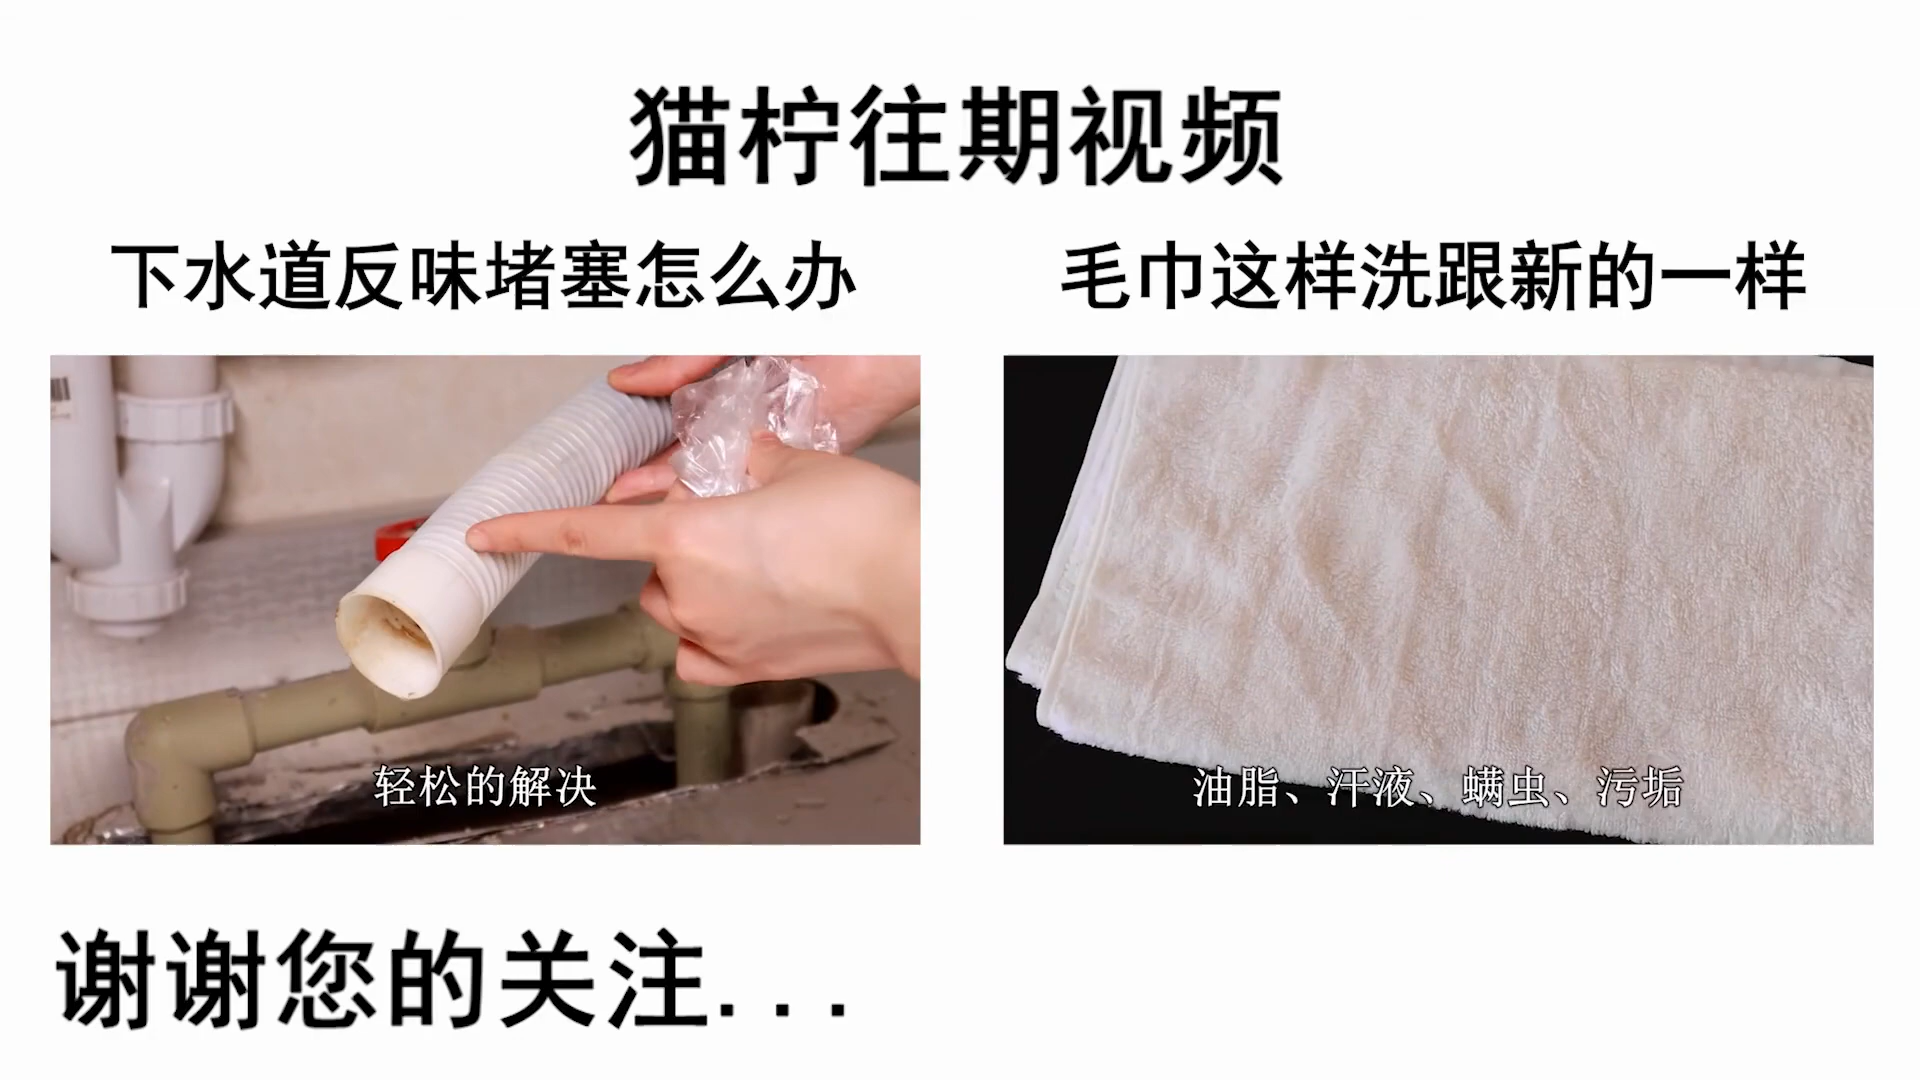 猫柠往期视频
下水道反味堵塞怎么办
毛巾这样洗跟新的一样
轻松的解决
油脂、汗液、螨虫、污垢
谢谢您的关注...